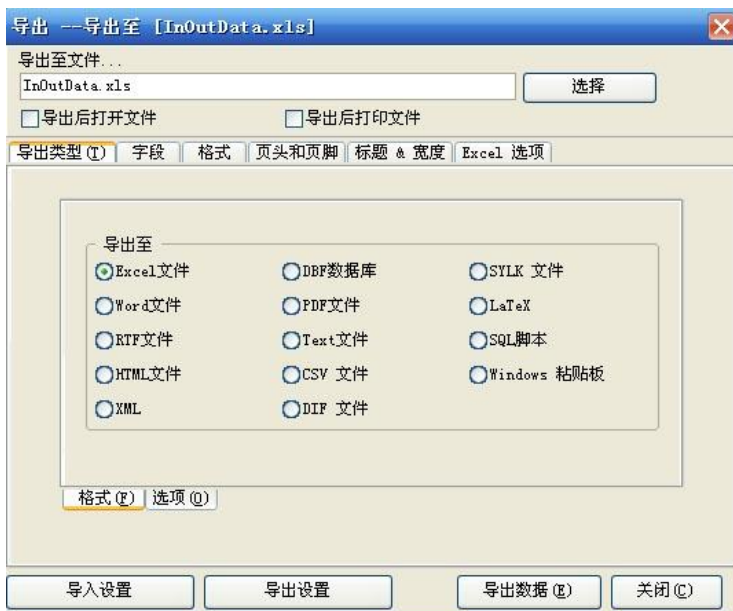 导出 --导出至 [InOutData.xls]
导出至文件...
InOutData.xls
选择
导出后打开文件 导出后打印文件
导出类型(T) 字段 格式 页头和页脚 标题 & 宽度 Excel 选项
导出至
Excel文件 DBF数据库 SYLK 文件
Word文件 PDF文件 LaTeX
RTF文件 Text文件 SQL脚本
HTML文件 CSV 文件 Windows 粘贴板
XML DIF 文件
格式(F) 选项(O)
导入设置 导出设置 导出数据(E) 关闭(C)